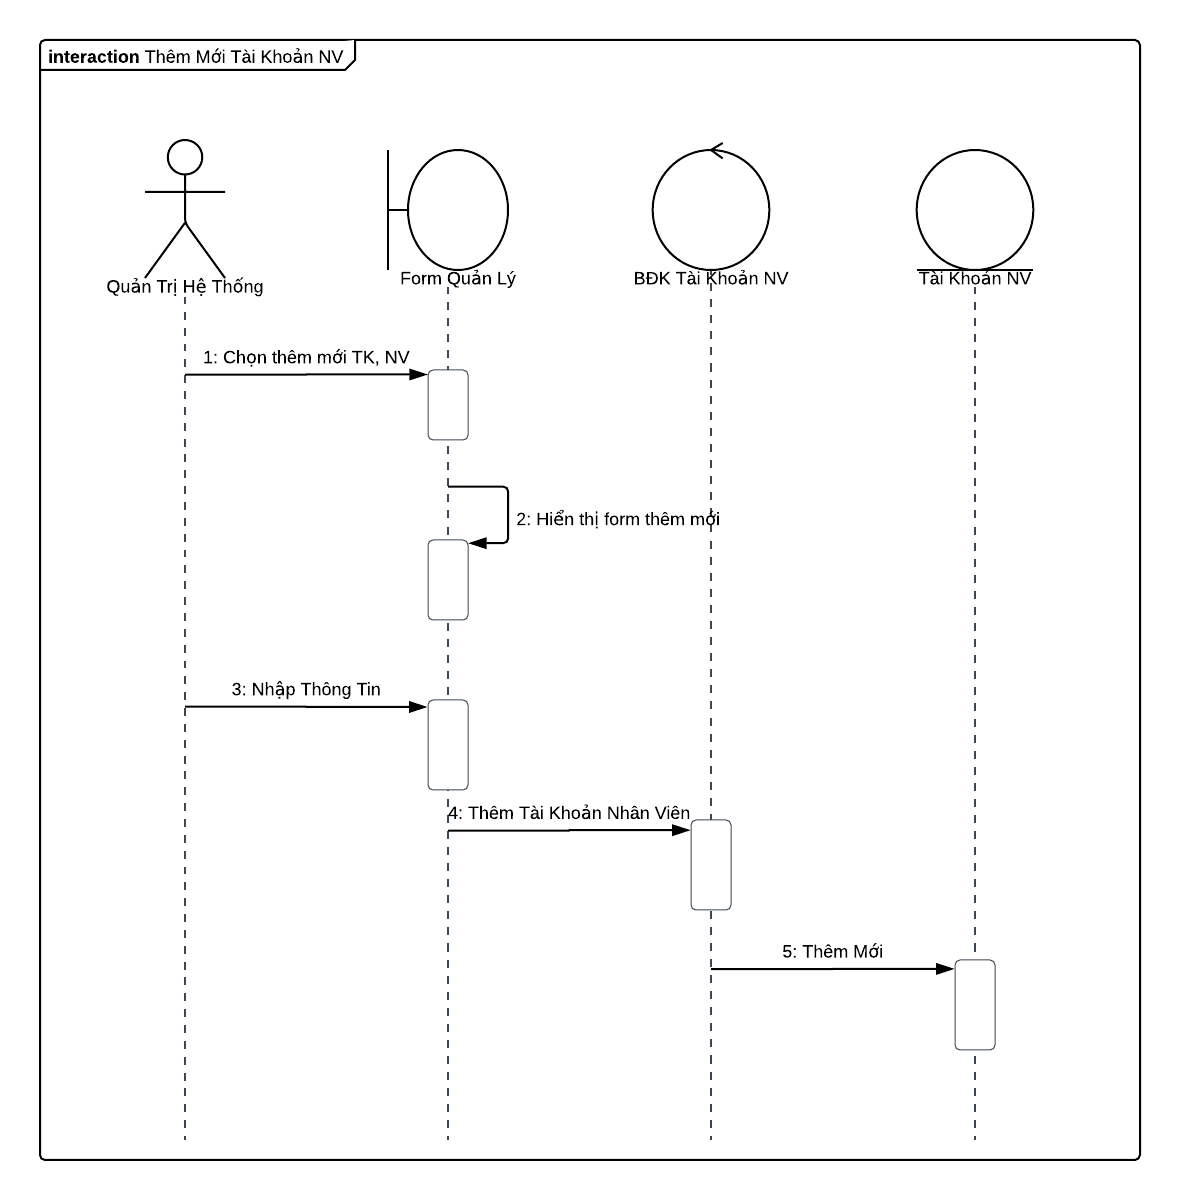 interaction Thêm Mới Tài Khoản NV
Quản Trị Hệ Thống
Form Quản Lý
BĐK Tài Khoản NV
Tài Khoản NV
1: Chọn thêm mới TK, NV
2: Hiển thị form thêm mới
3: Nhập Thông Tin
4: Thêm Tài Khoản Nhân Viên
5: Thêm Mới